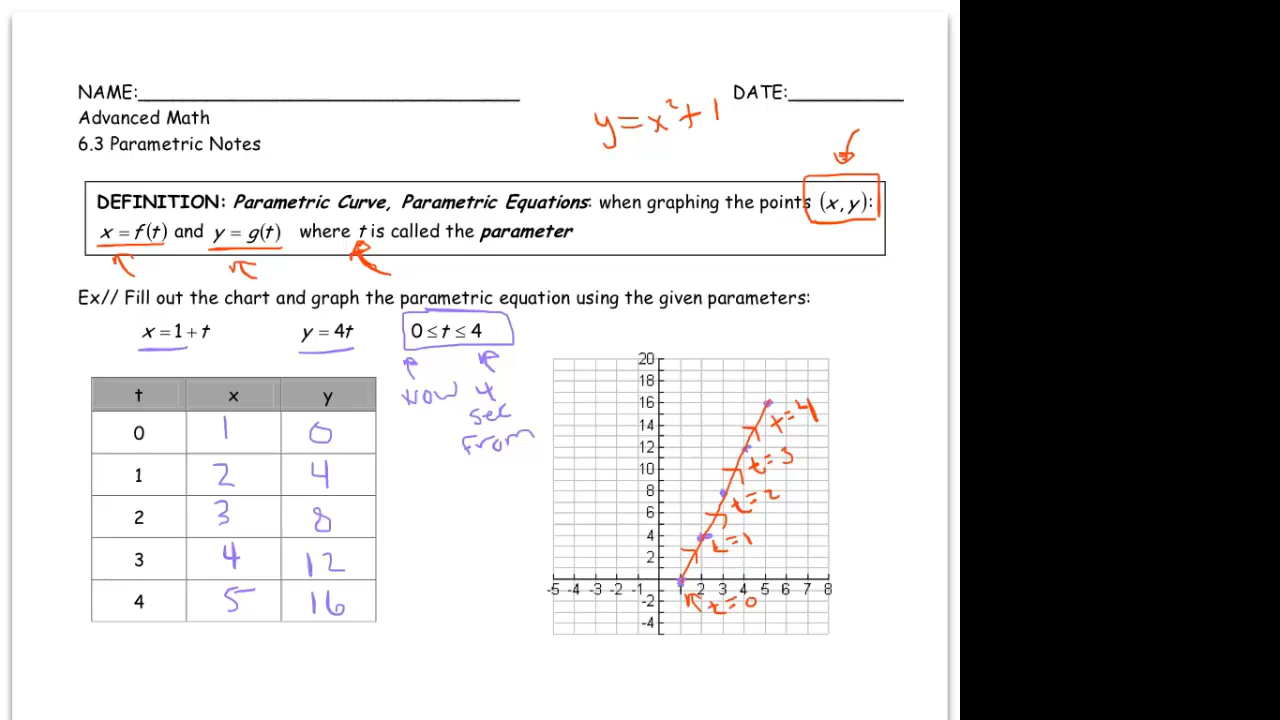 NAME:__________ DATE:__________
Advanced Math
y=x²+1
6.3 Parametric Notes
DEFINITION: Parametric Curve, Parametric Equations: when graphing the points (x, y):
x = f(t) and y = g(t) where t is called the parameter
Ex// Fill out the chart and graph the parametric equation using the given parameters:
x = 1 + t y = 4t 0 ≤ t ≤ 4
Now 4
sec
From
t x y
0 1 0
1 2 4
2 3 8
3 4 12
4 5 16
20
18
16
14
12
10
8
6
4
2
-5 -4 -3 -2 -1 1 2 3 4 5 6 7 8
-2
-4
t=4
t=3
t=2
t=1
t=0